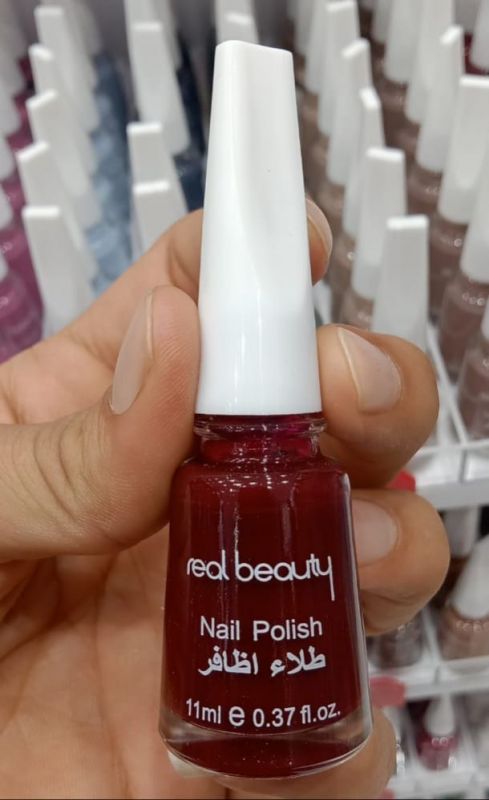 real beauty
Nail Polish
طلاء اظافر
11ml ℮ 0.37 fl.oz.